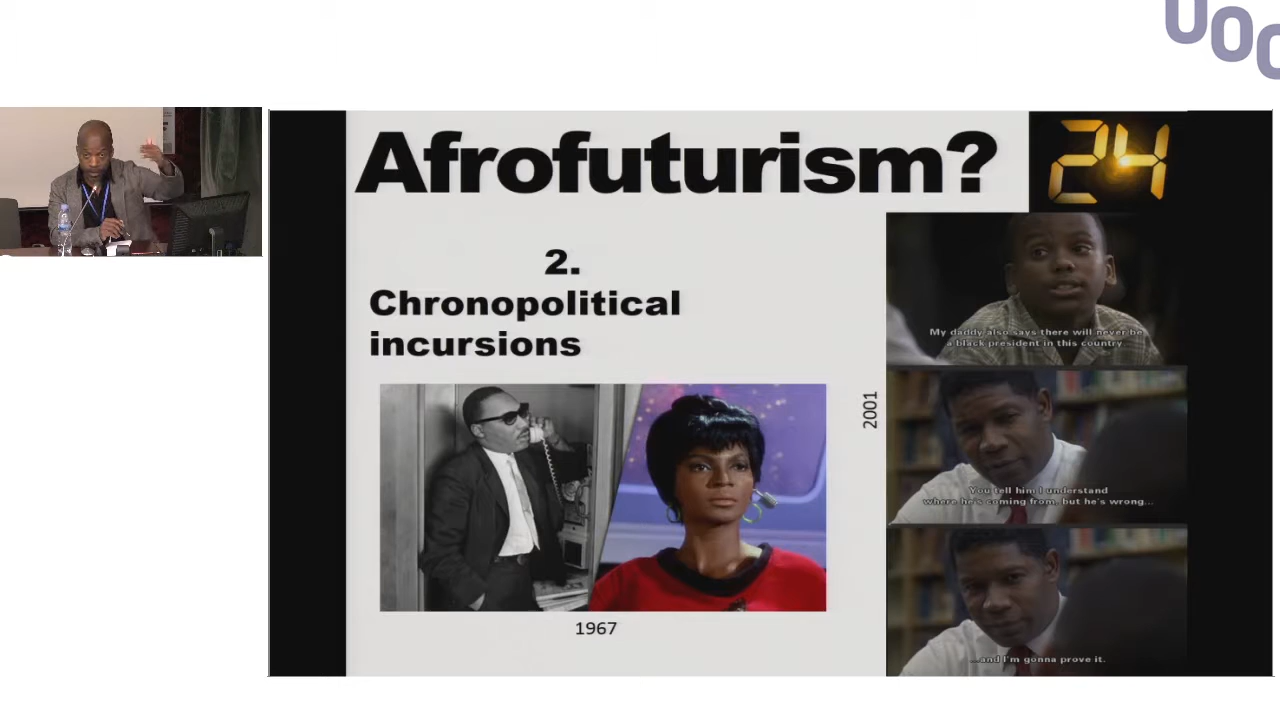 UOC
Afrofuturism?
24
2.
Chronopolitical
incursions
My daddy also says there will never be
a black president in this country
2001
You tell him I understand
where he's coming from, but he's wrong...
...and I'm gonna prove it.
1967